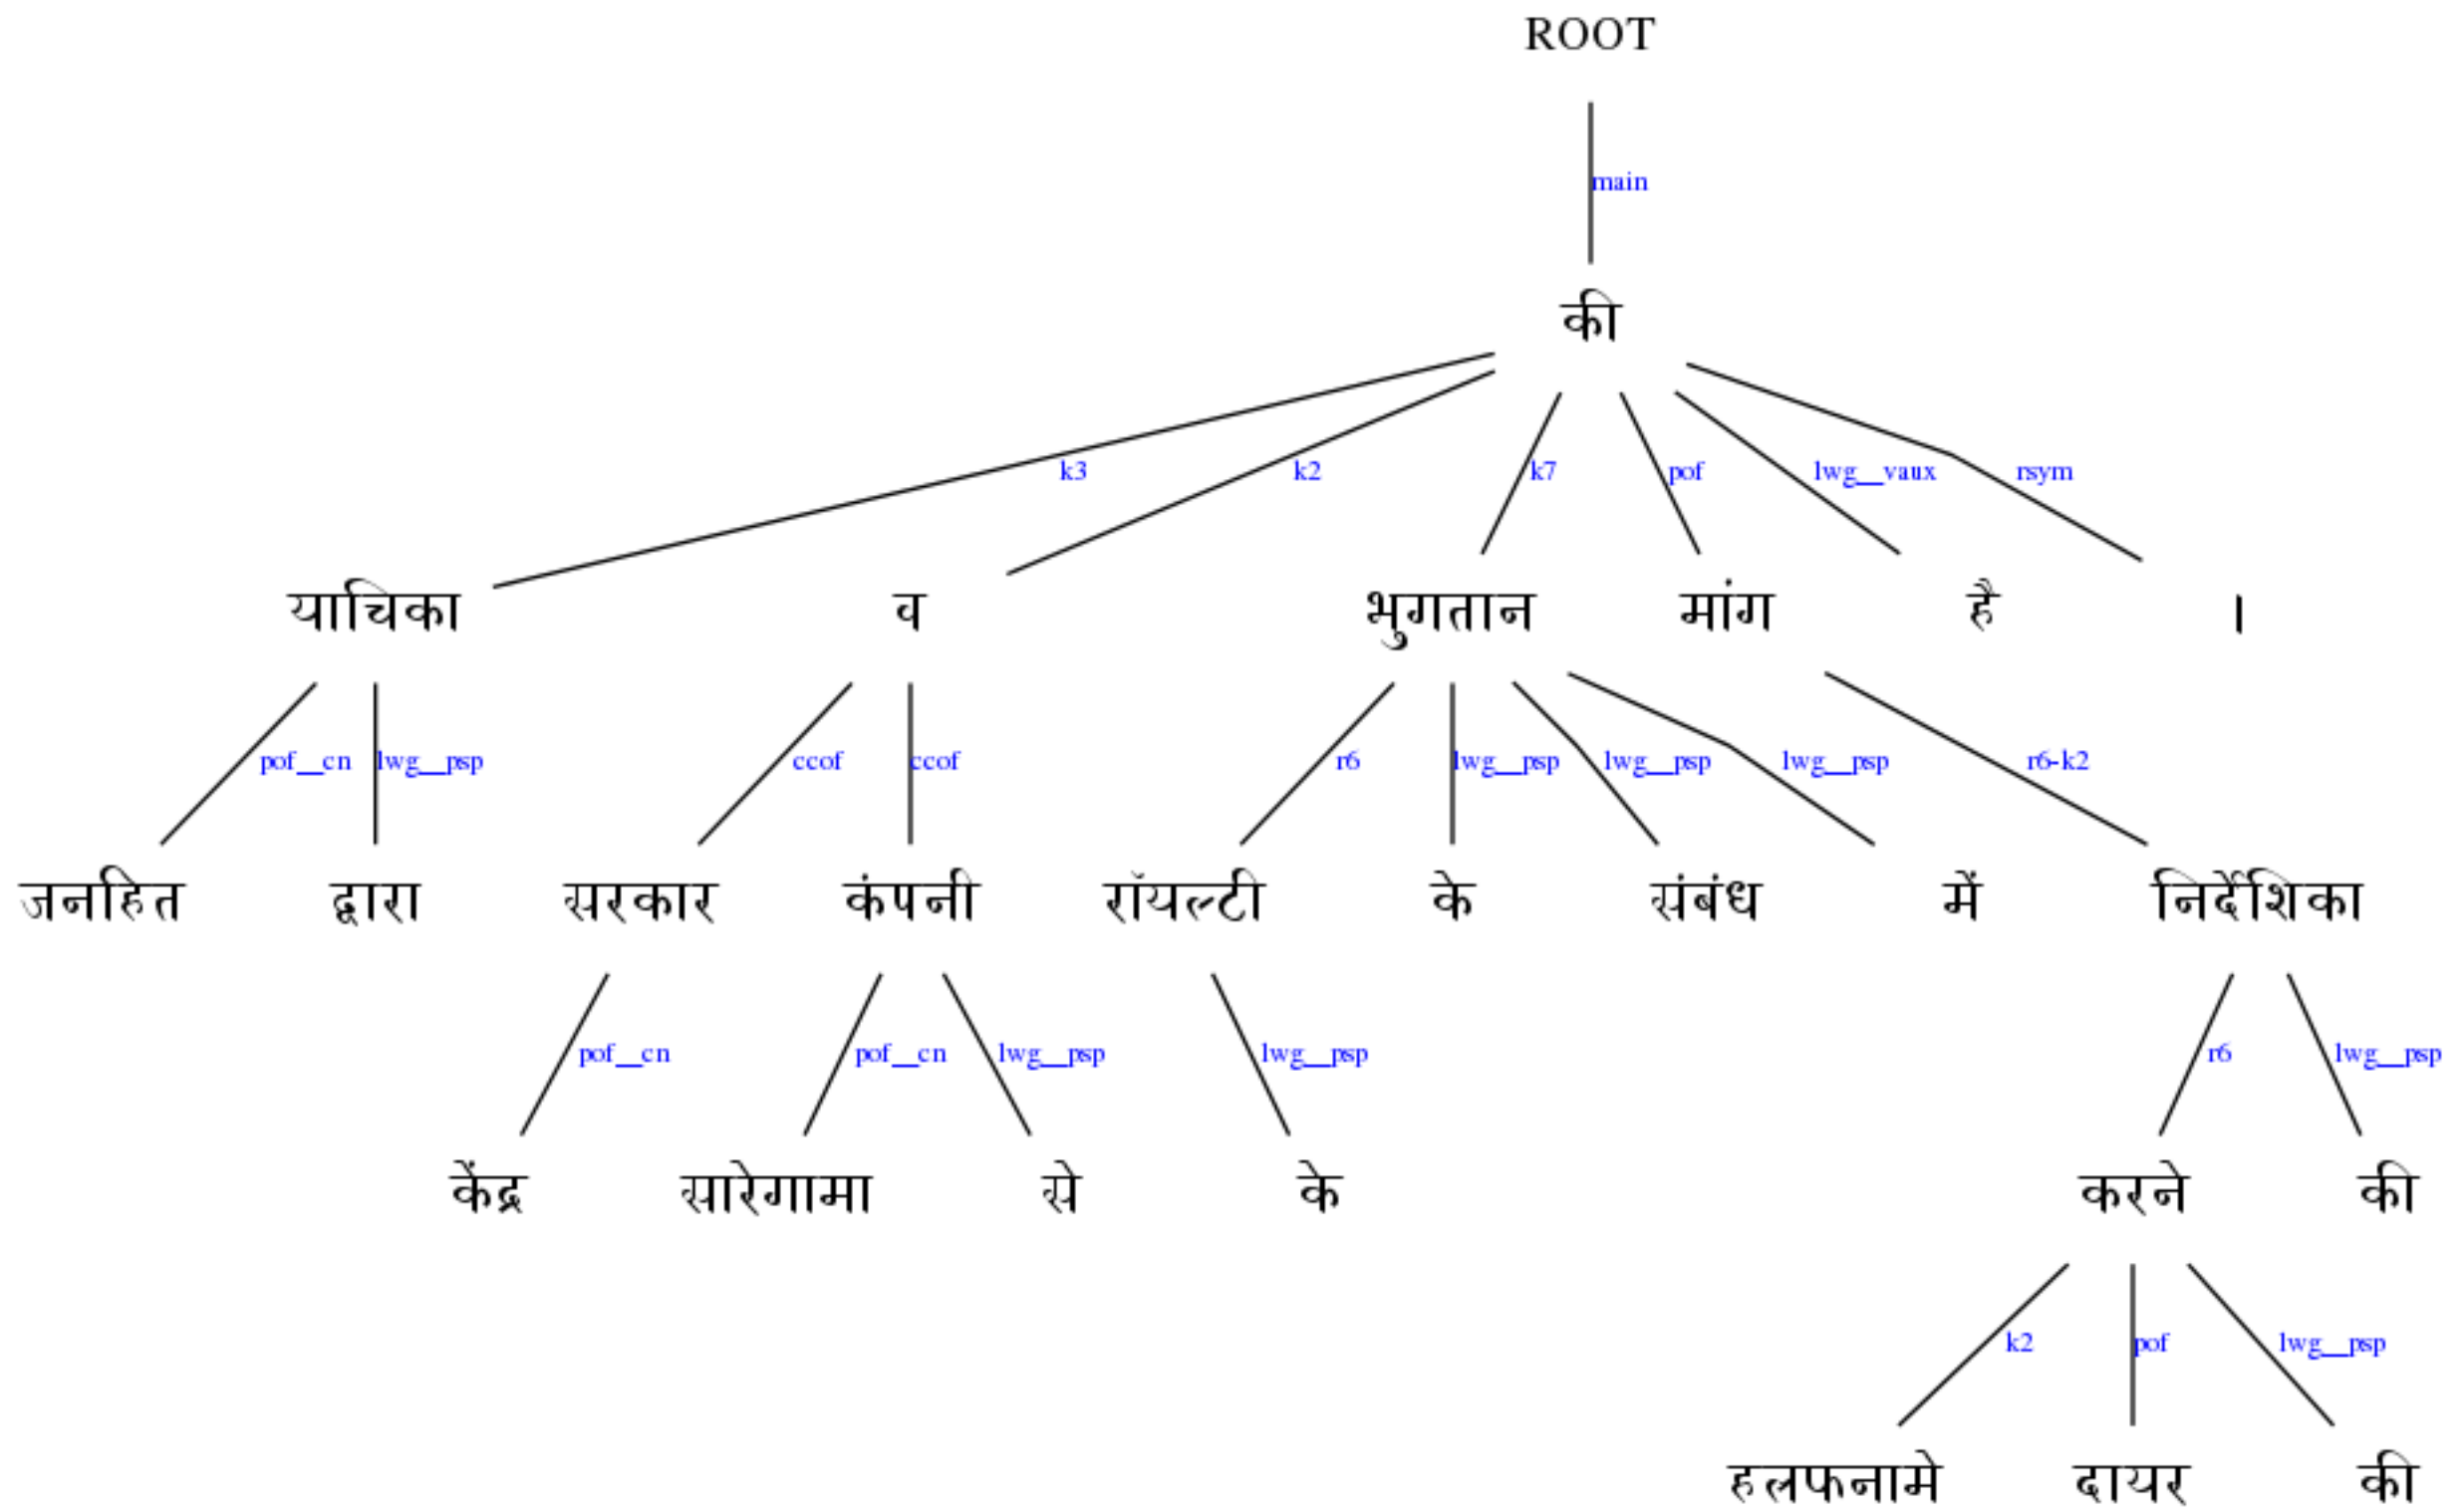 ROOT
main
की
k3 k2 k7 pof lwg__vaux rsym
याचिका व भुगतान मांग है ।
pof__cn lwg__psp ccof ccof r6 lwg__psp lwg__psp lwg__psp r6-k2
जनहित द्वारा सरकार कंपनी रॉयल्टी के संबंध में निर्देशिका
pof__cn pof__cn lwg__psp lwg__psp r6 lwg__psp
केंद्र सारेगामा से के करने की
k2 pof lwg__psp
हलफनामे दायर की